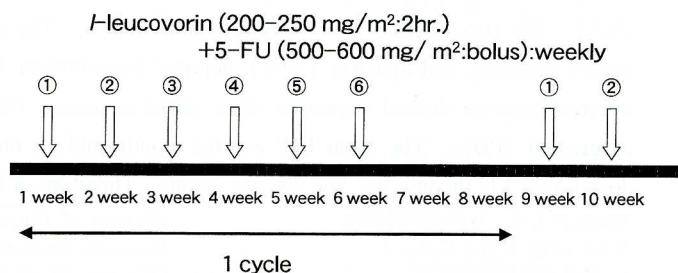 l-leucovorin (200-250 mg/m²:2hr.)
+5-FU (500-600 mg/ m²:bolus):weekly
① ② ③ ④ ⑤ ⑥ ① ②
1 week 2 week 3 week 4 week 5 week 6 week 7 week 8 week 9 week 10 week
1 cycle